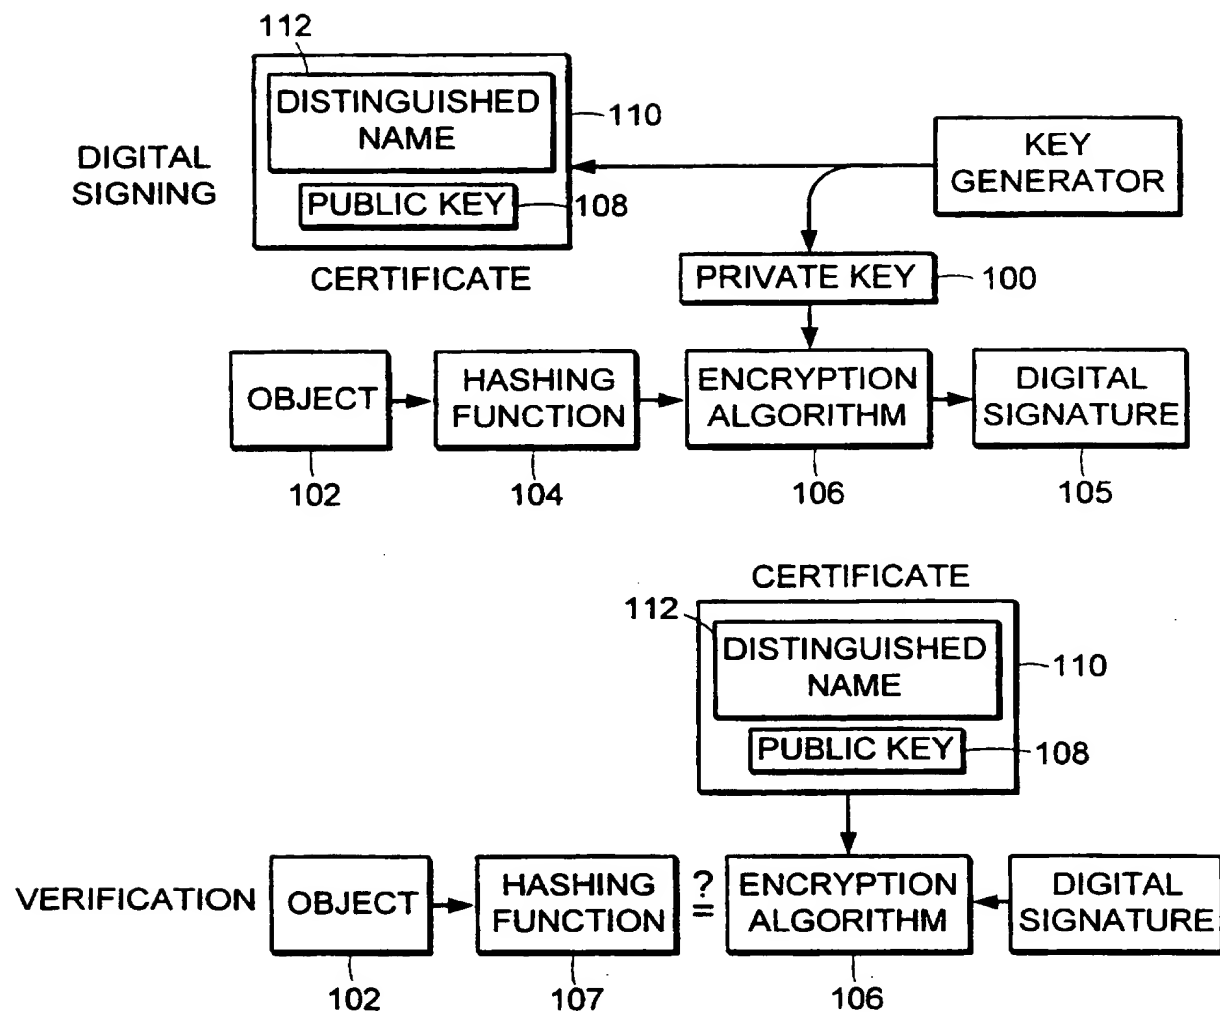 112
DISTINGUISHED
NAME
110
KEY
GENERATOR
DIGITAL
SIGNING
PUBLIC KEY
108
CERTIFICATE
PRIVATE KEY
100
OBJECT
HASHING
FUNCTION
ENCRYPTION
ALGORITHM
DIGITAL
SIGNATURE
102
104
106
105
CERTIFICATE
112
DISTINGUISHED
NAME
110
PUBLIC KEY
108
VERIFICATION
OBJECT
HASHING
FUNCTION
?
=
ENCRYPTION
ALGORITHM
DIGITAL
SIGNATURE
102
107
106